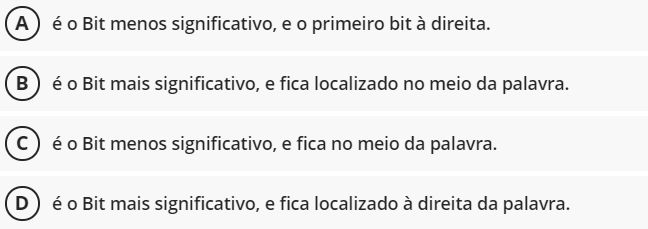 A é o Bit menos significativo, e o primeiro bit à direita.
B é o Bit mais significativo, e fica localizado no meio da palavra.
C é o Bit menos significativo, e fica no meio da palavra.
D é o Bit mais significativo, e fica localizado à direita da palavra.